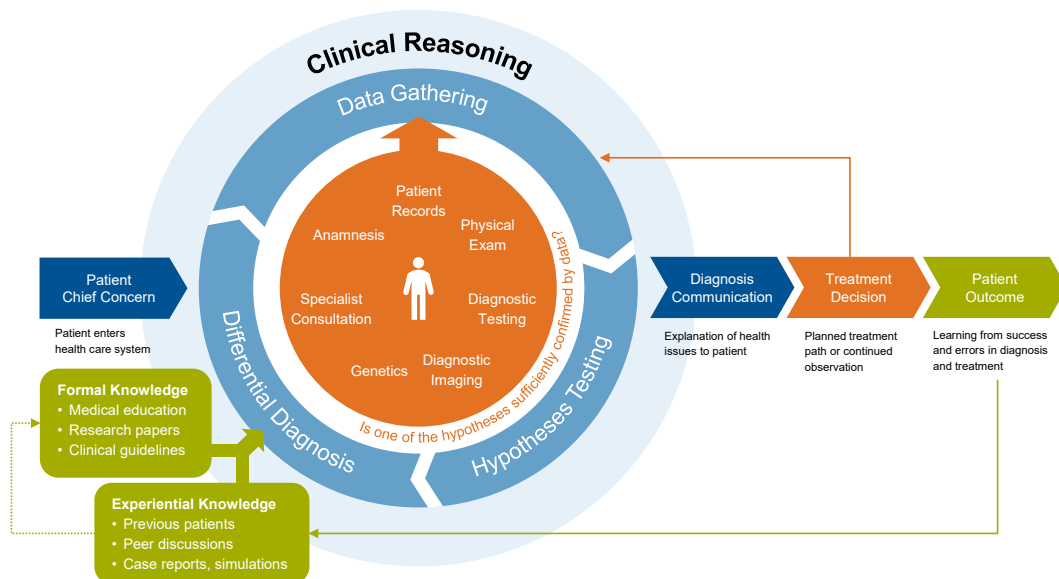 Clinical Reasoning
Data Gathering
Patient
Records
Anamnesis
Physical
Exam
Specialist
Consultation
Diagnostic
Testing
Genetics
Diagnostic
Imaging
Is one of the hypotheses sufficiently confirmed by data?
Differential Diagnosis
Hypotheses Testing
Patient
Chief Concern
Patient enters
health care system
Diagnosis
Communication
Explanation of health
issues to patient
Treatment
Decision
Planned treatment
path or continued
observation
Patient
Outcome
Learning from success
and errors in diagnosis
and treatment
Formal Knowledge
• Medical education
• Research papers
• Clinical guidelines
Experiential Knowledge
• Previous patients
• Peer discussions
• Case reports, simulations